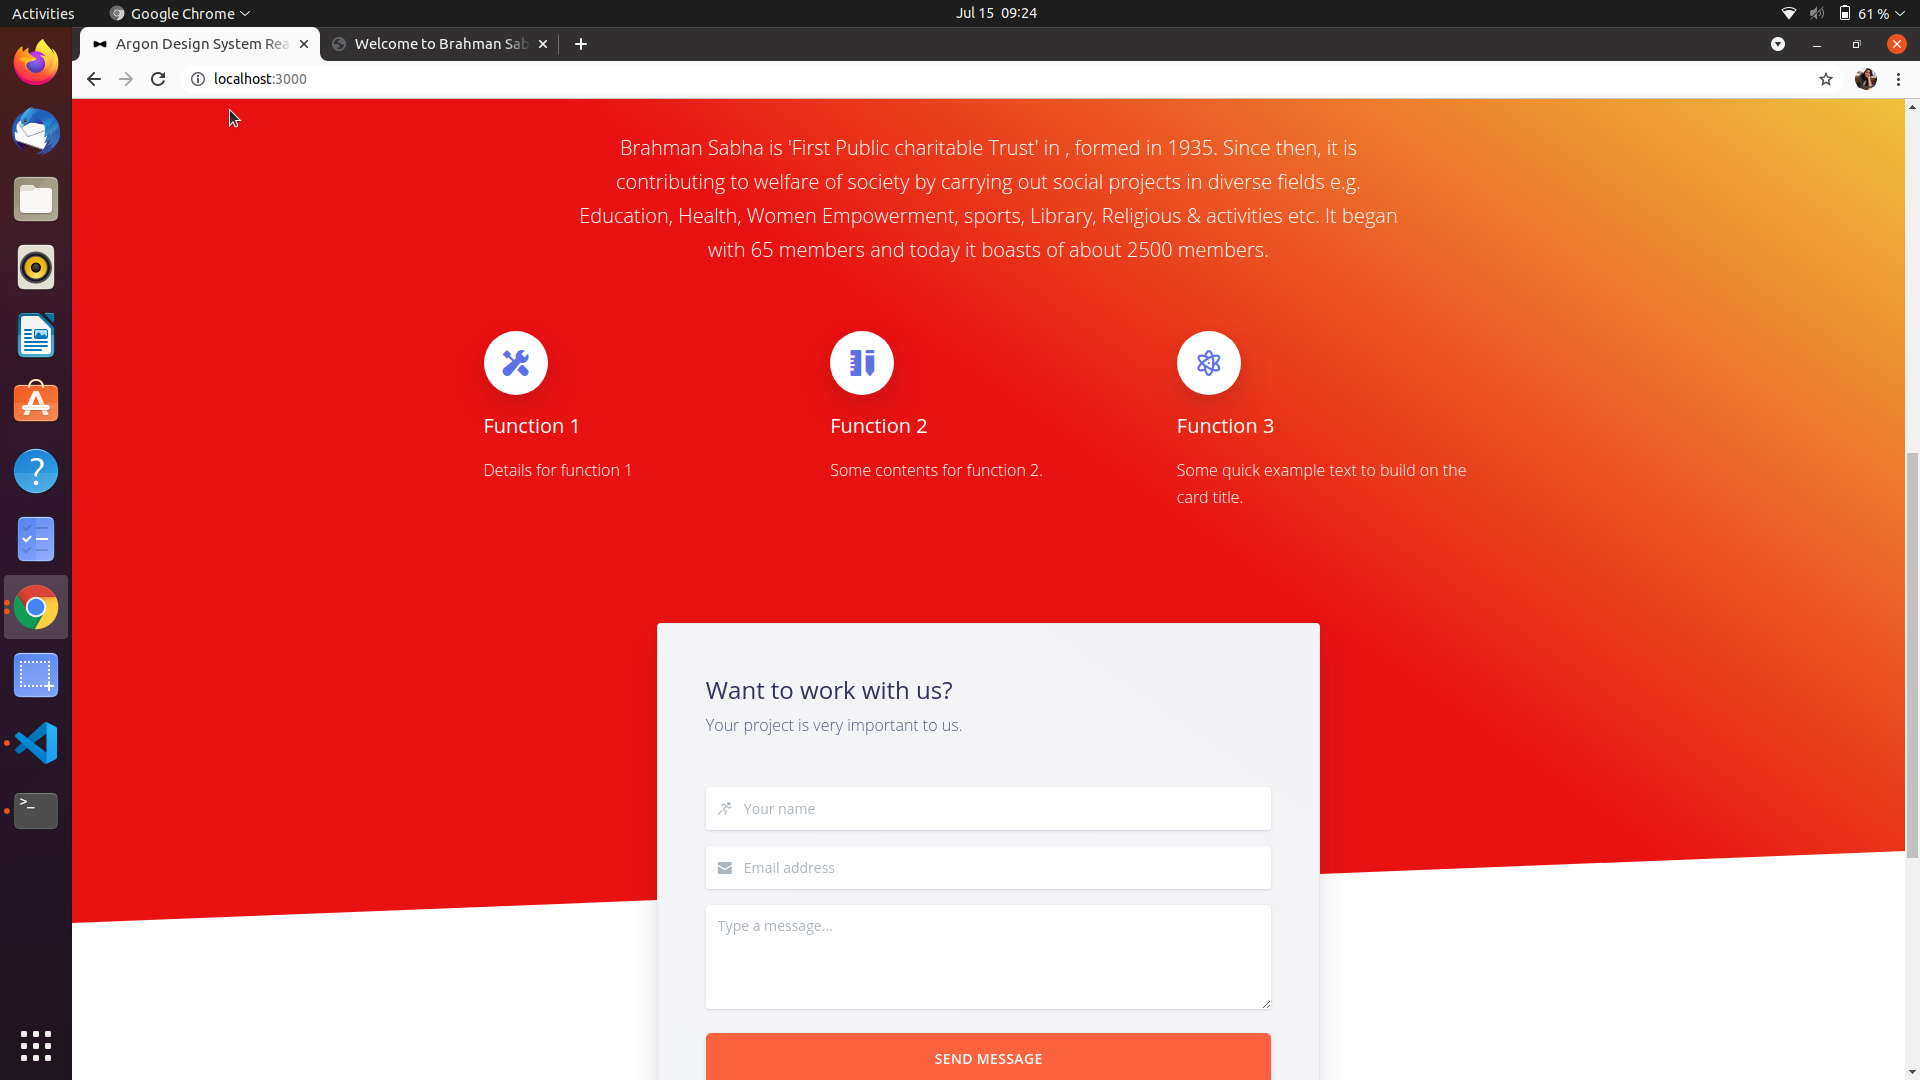 Activities
Google Chrome
Jul 15 09:24
61 %
Argon Design System Rea
Welcome to Brahman Sab
localhost:3000
Brahman Sabha is 'First Public charitable Trust' in , formed in 1935. Since then, it is
contributing to welfare of society by carrying out social projects in diverse fields e.g.
Education, Health, Women Empowerment, sports, Library, Religious & activities etc. It began
with 65 members and today it boasts of about 2500 members.
Function 1
Function 2
Function 3
Details for function 1
Some contents for function 2.
Some quick example text to build on the
card title.
Want to work with us?
Your project is very important to us.
Your name
Email address
Type a message...
SEND MESSAGE